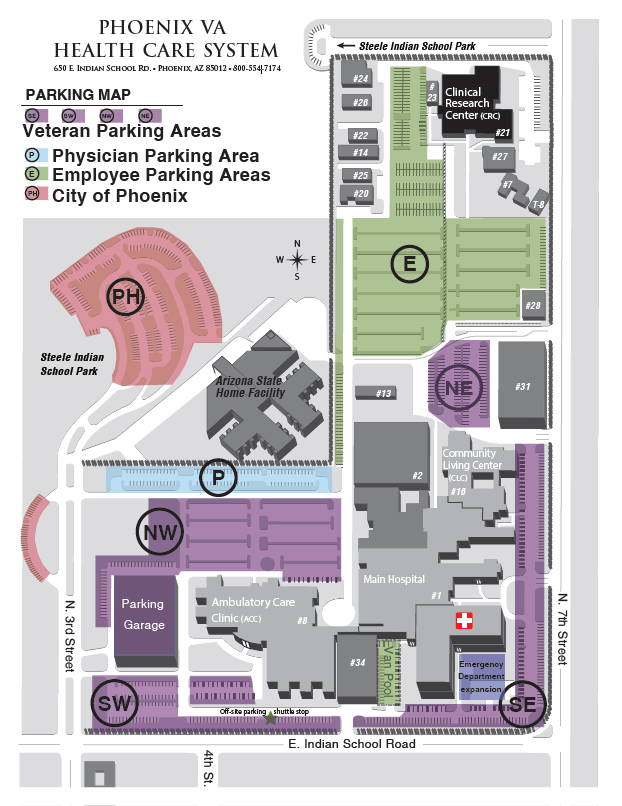 PHOENIX VA
HEALTH CARE SYSTEM
650 E. INDIAN SCHOOL RD. • PHOENIX, AZ 85012 • 800-554-7174
PARKING MAP
SE SW NW NE
Veteran Parking Areas
P Physician Parking Area
E Employee Parking Areas
PH City of Phoenix
Steele Indian School Park
#24
#26
#22
#14
#25
#20
#
23
Clinical
Research
Center (CRC)
#21
#27
#7
T-8
E
#28
N
W E
S
PH
Steele Indian
School Park
Arizona State
Home Facility
#13
NE
#31
P
#2
Community
Living Center
(CLC)
#16
NW
Main Hospital
#1
Parking
Garage
Ambulatory Care
Clinic (ACC)
#8
N. 3rd Street
N. 7th Street
#34
Van Pool
Emergency
Department
expansion
SW
SE
Off-site parking shuttle stop
E. Indian School Road
4th St.